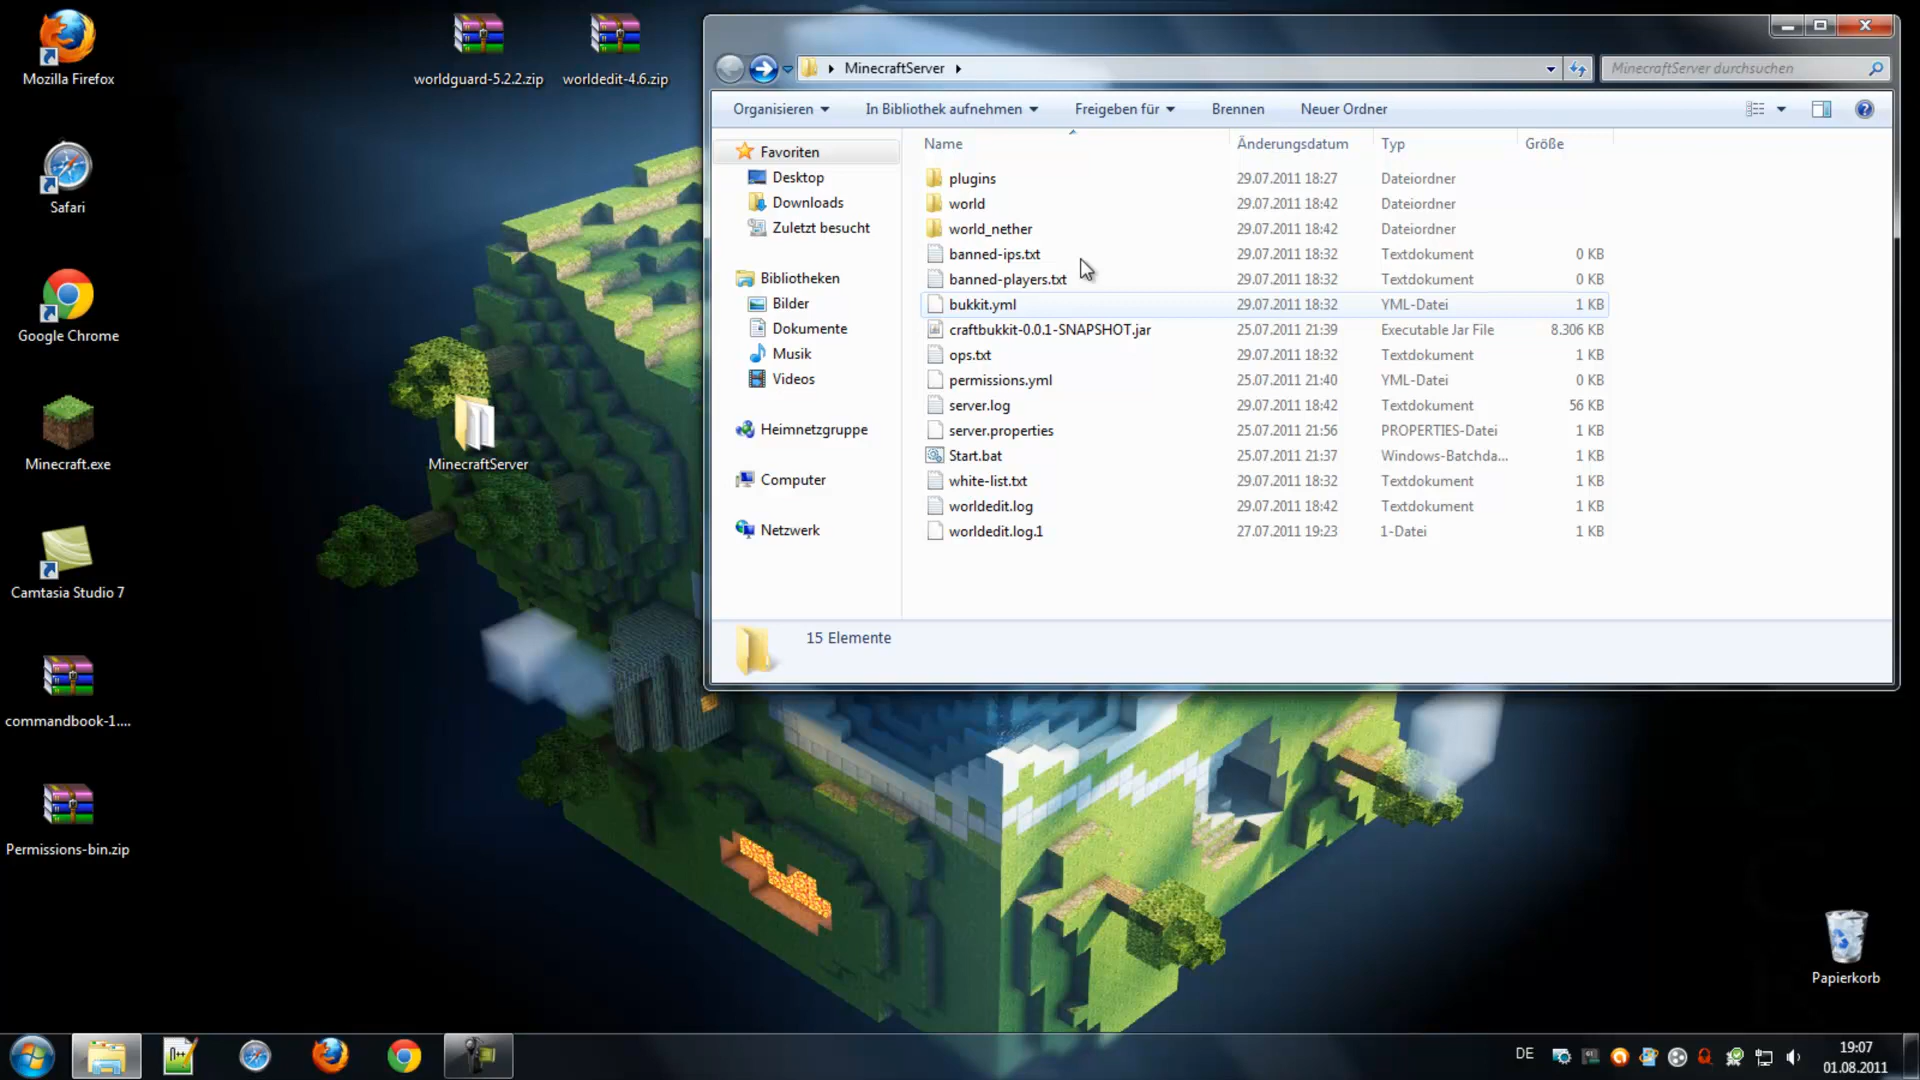 Mozilla Firefox
Safari
Google Chrome
Minecraft.exe
Camtasia Studio 7
commandbook-1....
Permissions-bin.zip
worldguard-5.2.2.zip
worldedit-4.6.zip
MinecraftServer
Papierkorb
MinecraftServer
MinecraftServer durchsuchen
Organisieren In Bibliothek aufnehmen Freigeben für Brennen Neuer Ordner
Favoriten
Desktop
Downloads
Zuletzt besucht
Bibliotheken
Bilder
Dokumente
Musik
Videos
Heimnetzgruppe
Computer
Netzwerk
Name Änderungsdatum Typ Größe
plugins 29.07.2011 18:27 Dateiordner
world 29.07.2011 18:42 Dateiordner
world_nether 29.07.2011 18:42 Dateiordner
banned-ips.txt 29.07.2011 18:32 Textdokument 0 KB
banned-players.txt 29.07.2011 18:32 Textdokument 0 KB
bukkit.yml 29.07.2011 18:32 YML-Datei 1 KB
craftbukkit-0.0.1-SNAPSHOT.jar 25.07.2011 21:39 Executable Jar File 8.306 KB
ops.txt 29.07.2011 18:32 Textdokument 1 KB
permissions.yml 25.07.2011 21:40 YML-Datei 0 KB
server.log 29.07.2011 18:42 Textdokument 56 KB
server.properties 25.07.2011 21:56 PROPERTIES-Datei 1 KB
Start.bat 25.07.2011 21:37 Windows-Batchda... 1 KB
white-list.txt 29.07.2011 18:32 Textdokument 1 KB
worldedit.log 29.07.2011 18:42 Textdokument 1 KB
worldedit.log.1 27.07.2011 19:23 1-Datei 1 KB
15 Elemente
DE
19:07
01.08.2011